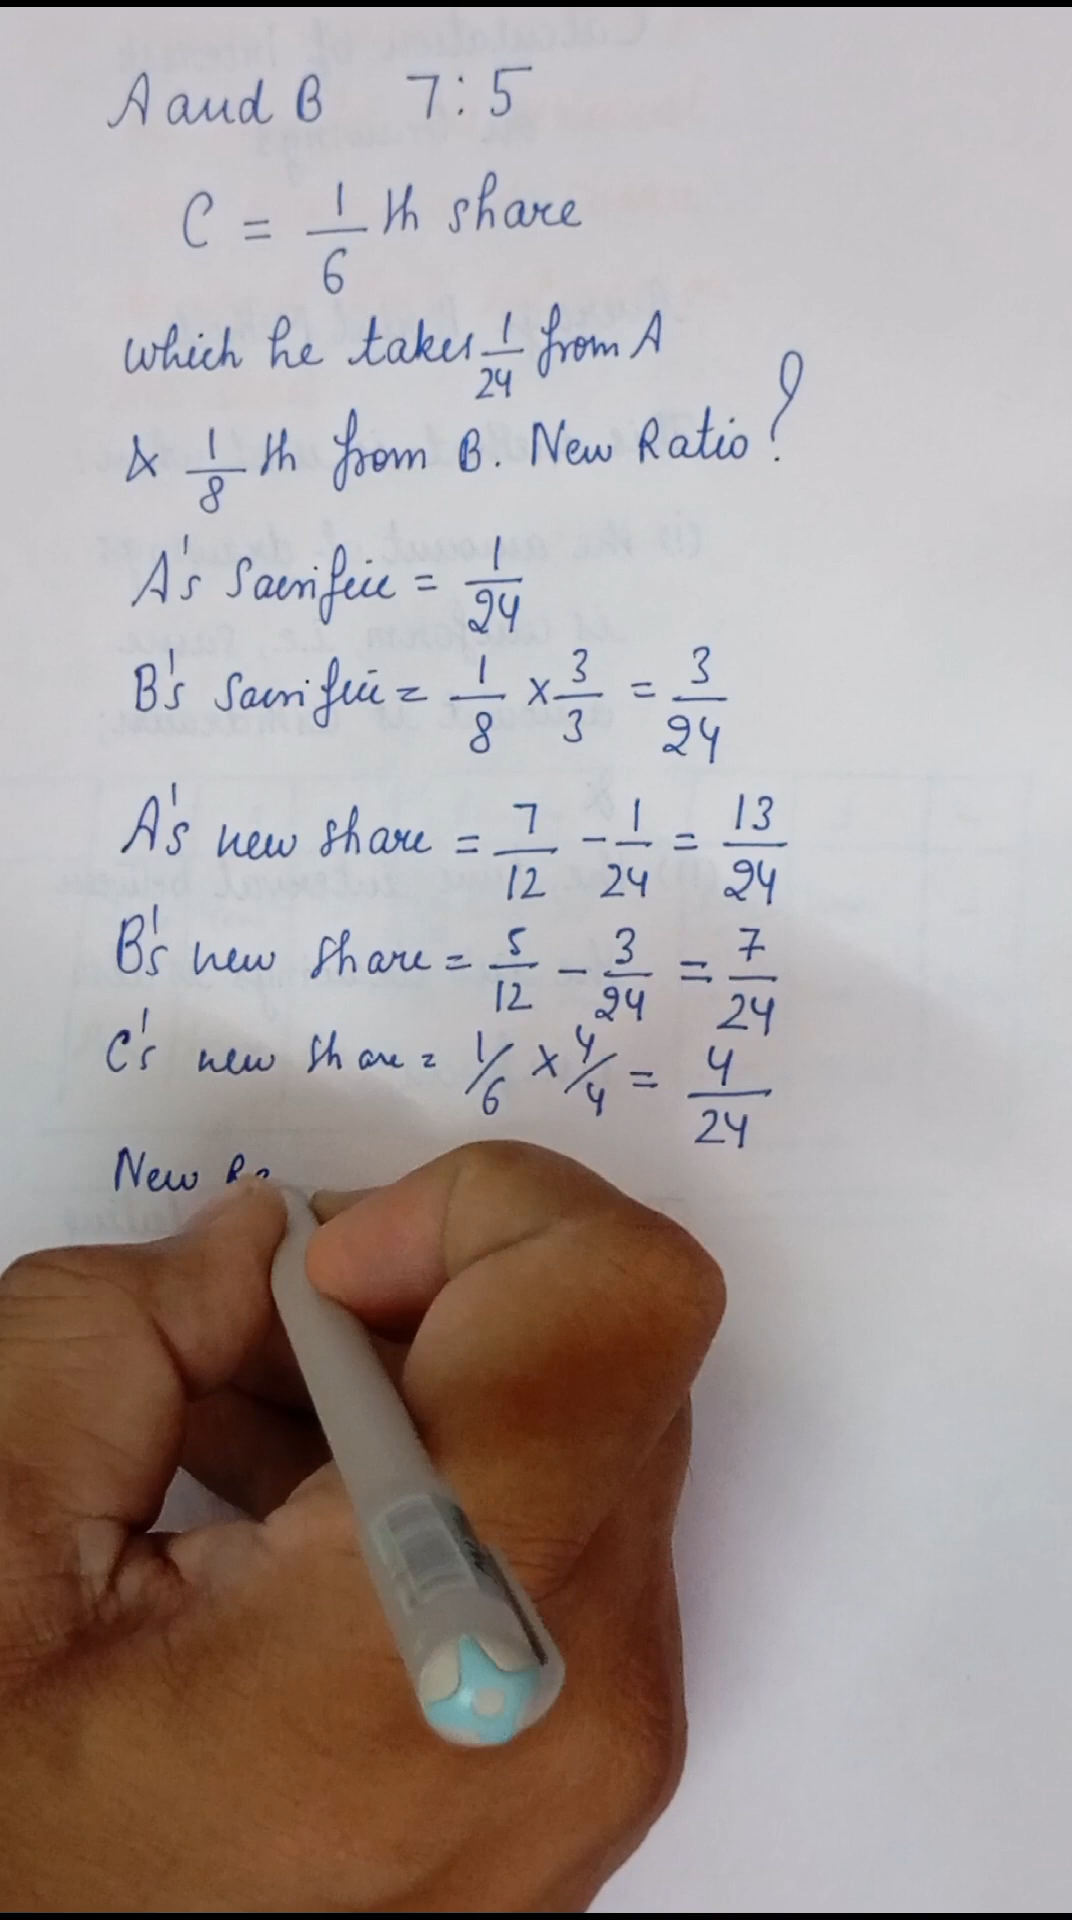 A and B 7:5
C = 1/6 th share
which he takes 1/24 from A
& 1/8 th from B. New Ratio?
A's Sacrifice = 1/24
B's Sacrifice = 1/8 × 3/3 = 3/24
A's new share = 7/12 - 1/24 = 13/24
B's new share = 5/12 - 3/24 = 7/24
C's new share = 1/6 × 4/4 = 4/24
New